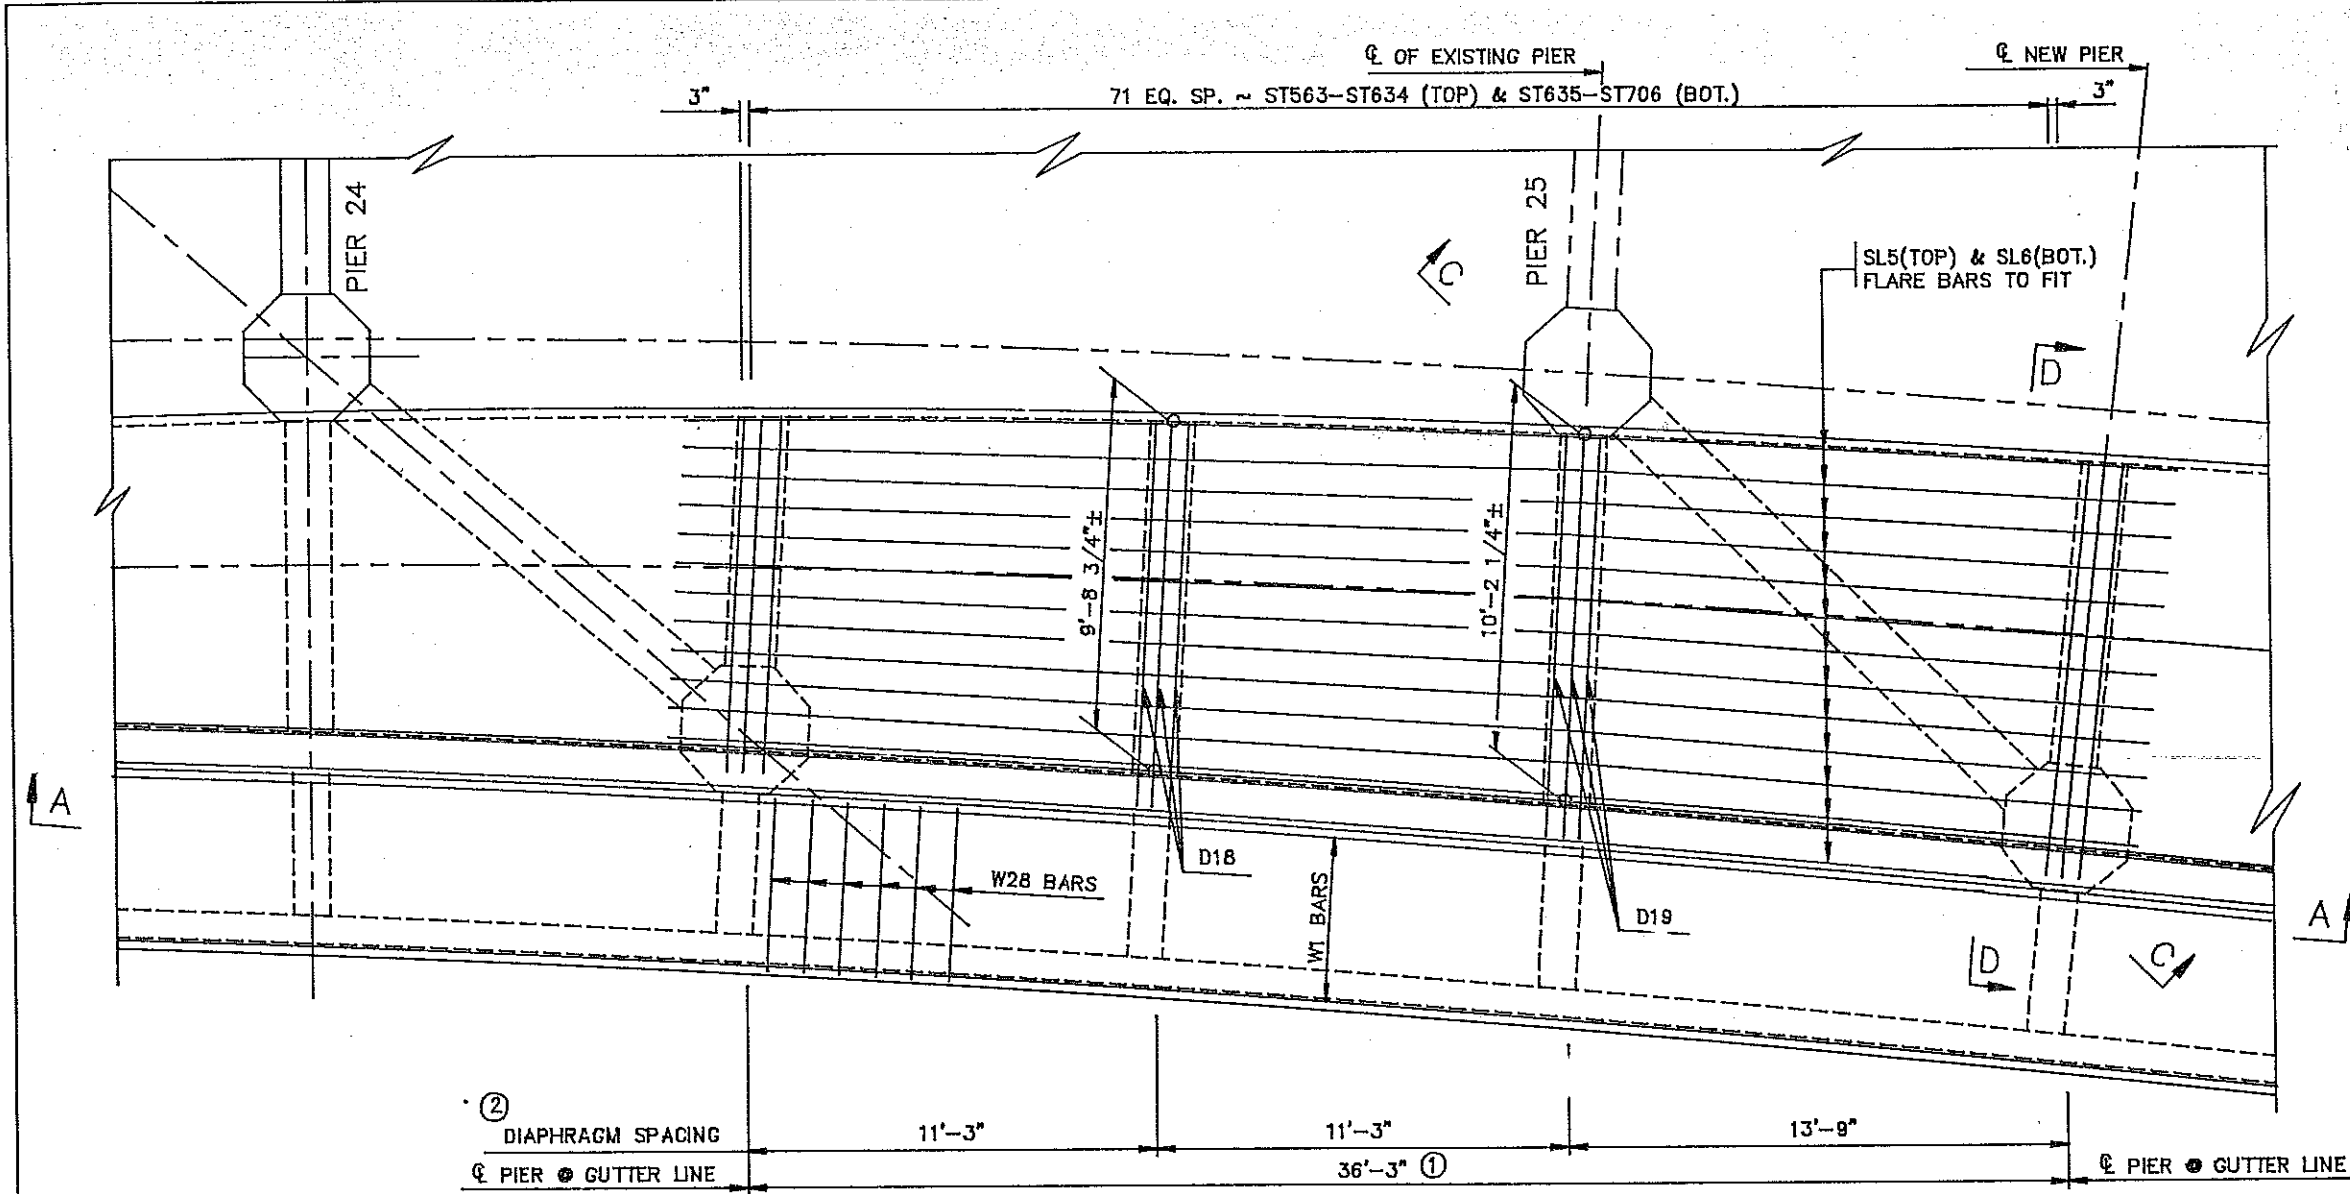 ℄ OF EXISTING PIER
℄ NEW PIER
3"
71 EQ. SP. ~ ST563-ST634 (TOP) & ST635-ST706 (BOT.)
3"
PIER 24
PIER 25
C
SL5(TOP) & SL6(BOT.)
FLARE BARS TO FIT
D
9'-8 3/4"±
10'-2 1/4"±
A
D18
W28 BARS
W1 BARS
D19
A
D
C
②
DIAPHRAGM SPACING
11'-3"
11'-3"
13'-9"
℄ PIER @ GUTTER LINE
36'-3" ①
℄ PIER @ GUTTER LINE